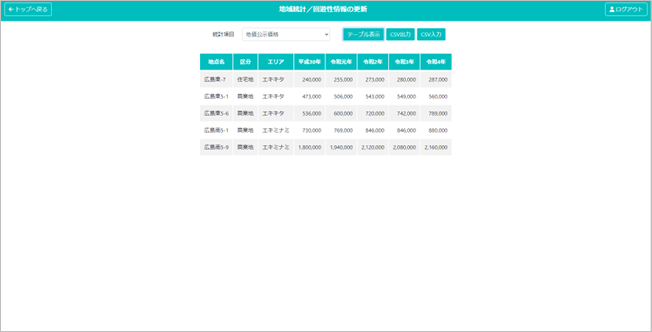 トップへ戻る
地域統計／回遊性情報の更新
ログアウト
統計項目 地価公示価格 テーブル表示 CSV出力 CSV入力
地点名 区分 エリア 平成30年 令和元年 令和2年 令和3年 令和4年
広島東-7 住宅地 エキキタ 240,000 255,000 273,000 280,000 287,000
広島東5-1 商業地 エキキタ 473,000 506,000 543,000 549,000 560,000
広島東5-6 商業地 エキキタ 536,000 600,000 720,000 742,000 789,000
広島南5-1 商業地 エキミナミ 730,000 769,000 846,000 846,000 880,000
広島南5-9 商業地 エキミナミ 1,800,000 1,940,000 2,120,000 2,080,000 2,160,000